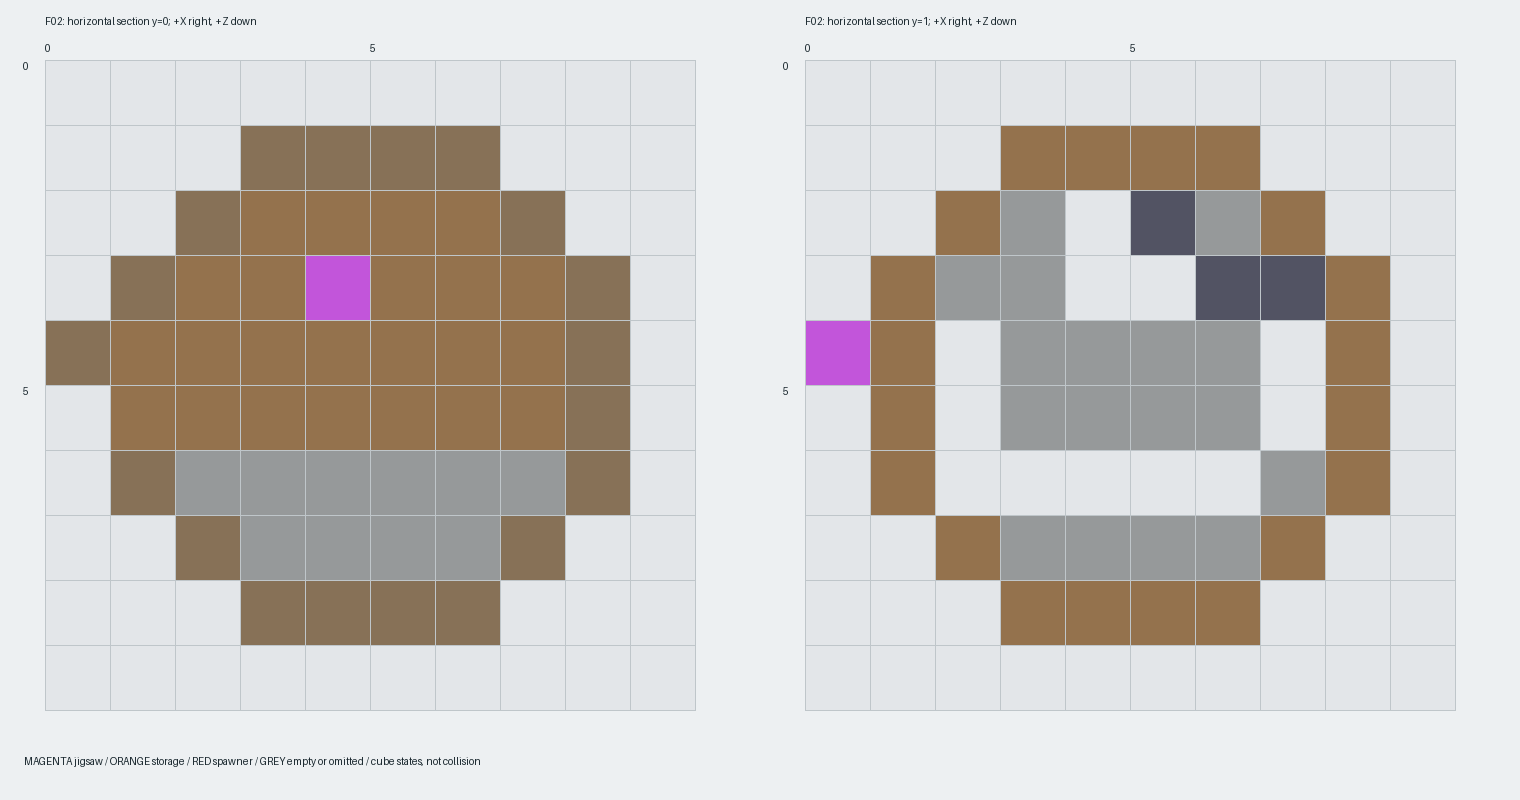 F02: horizontal section y=0; +X right, +Z down
F02: horizontal section y=1; +X right, +Z down
0 5
0 5
0
0
5
5
MAGENTA jigsaw / ORANGE storage / RED spawner / GREY empty or omitted / cube states, not collision